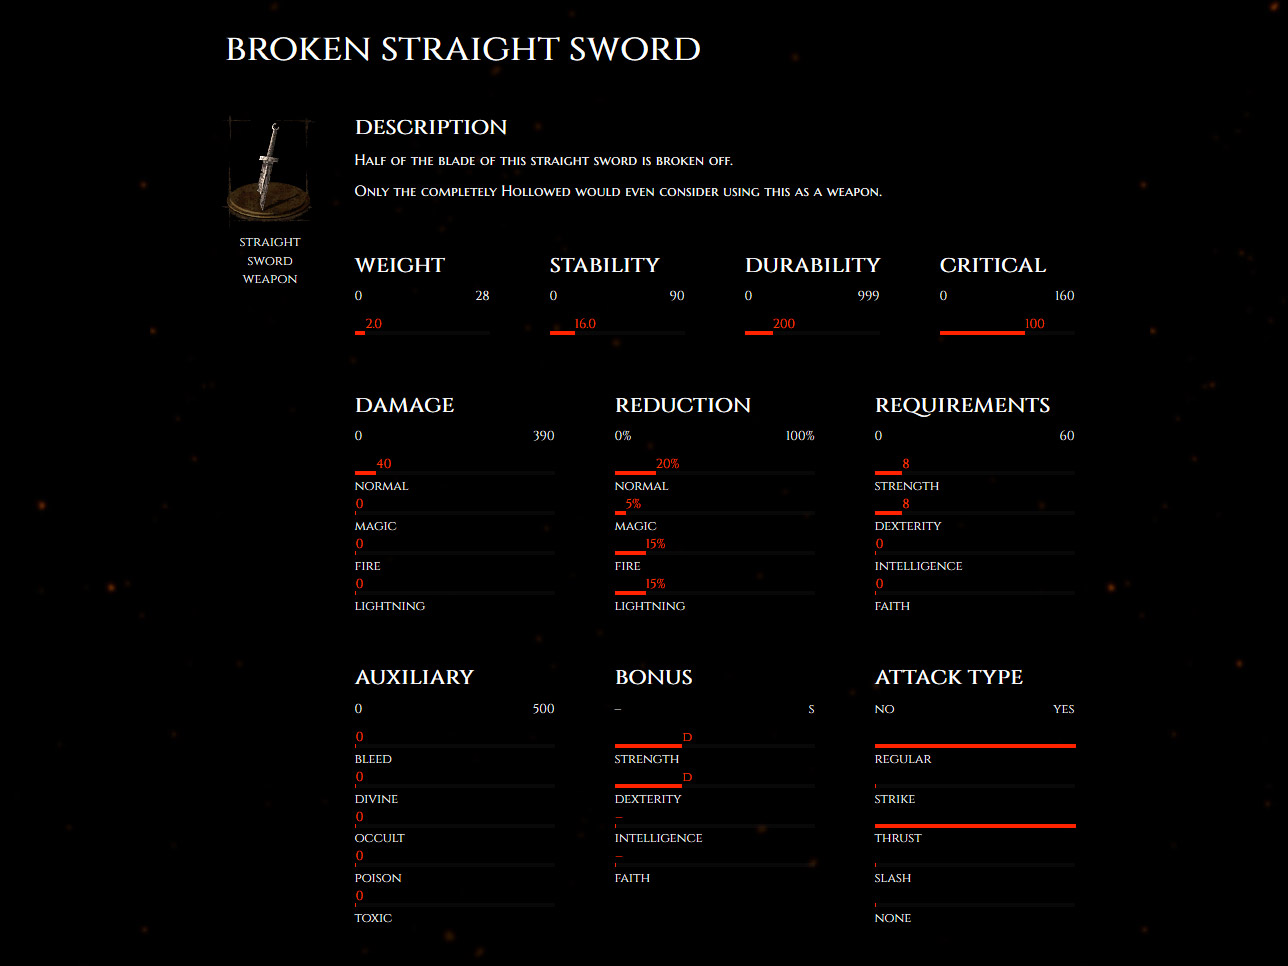 BROKEN STRAIGHT SWORD
STRAIGHT
SWORD
WEAPON
DESCRIPTION
Half of the blade of this straight sword is broken off.
Only the completely Hollowed would even consider using this as a weapon.
WEIGHT STABILITY DURABILITY CRITICAL
0 28 0 90 0 999 0 160
2.0 16.0 200 100
DAMAGE REDUCTION REQUIREMENTS
0 390 0% 100% 0 60
40 20% 8
NORMAL NORMAL STRENGTH
0 5% 8
MAGIC MAGIC DEXTERITY
0 15% 0
FIRE FIRE INTELLIGENCE
0 15% 0
LIGHTNING LIGHTNING FAITH
AUXILIARY BONUS ATTACK TYPE
0 500 – S NO YES
0 D
BLEED STRENGTH REGULAR
0 D
DIVINE DEXTERITY STRIKE
0 –
OCCULT INTELLIGENCE THRUST
0 –
POISON FAITH SLASH
0
TOXIC NONE